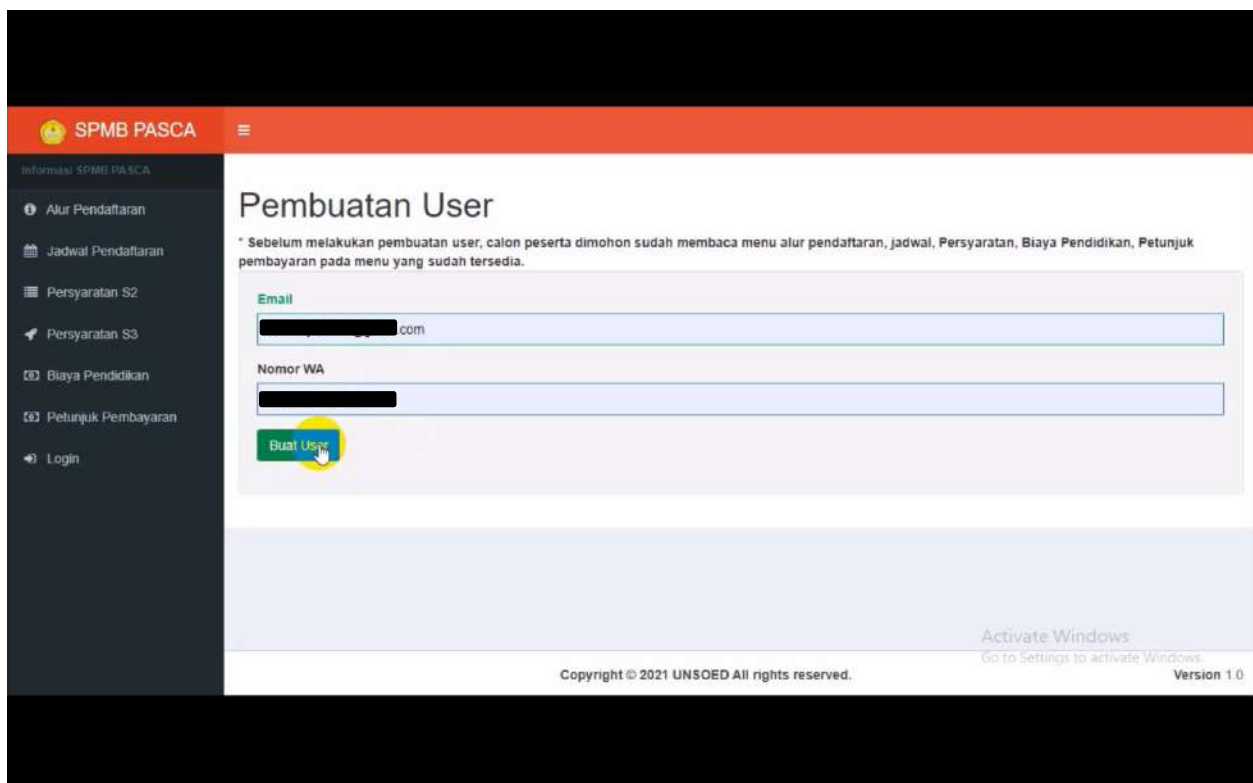 SPMB PASCA
Informasi SPMB PASCA
Alur Pendaftaran
Jadwal Pendaftaran
Persyaratan S2
Persyaratan S3
Biaya Pendidikan
Petunjuk Pembayaran
Login
Pembuatan User
* Sebelum melakukan pembuatan user, calon peserta dimohon sudah membaca menu alur pendaftaran, jadwal, Persyaratan, Biaya Pendidikan, Petunjuk
pembayaran pada menu yang sudah tersedia.
Email
.com
Nomor WA
Buat User
Activate Windows
Go to Settings to activate Windows.
Copyright © 2021 UNSOED All rights reserved.
Version 1.0